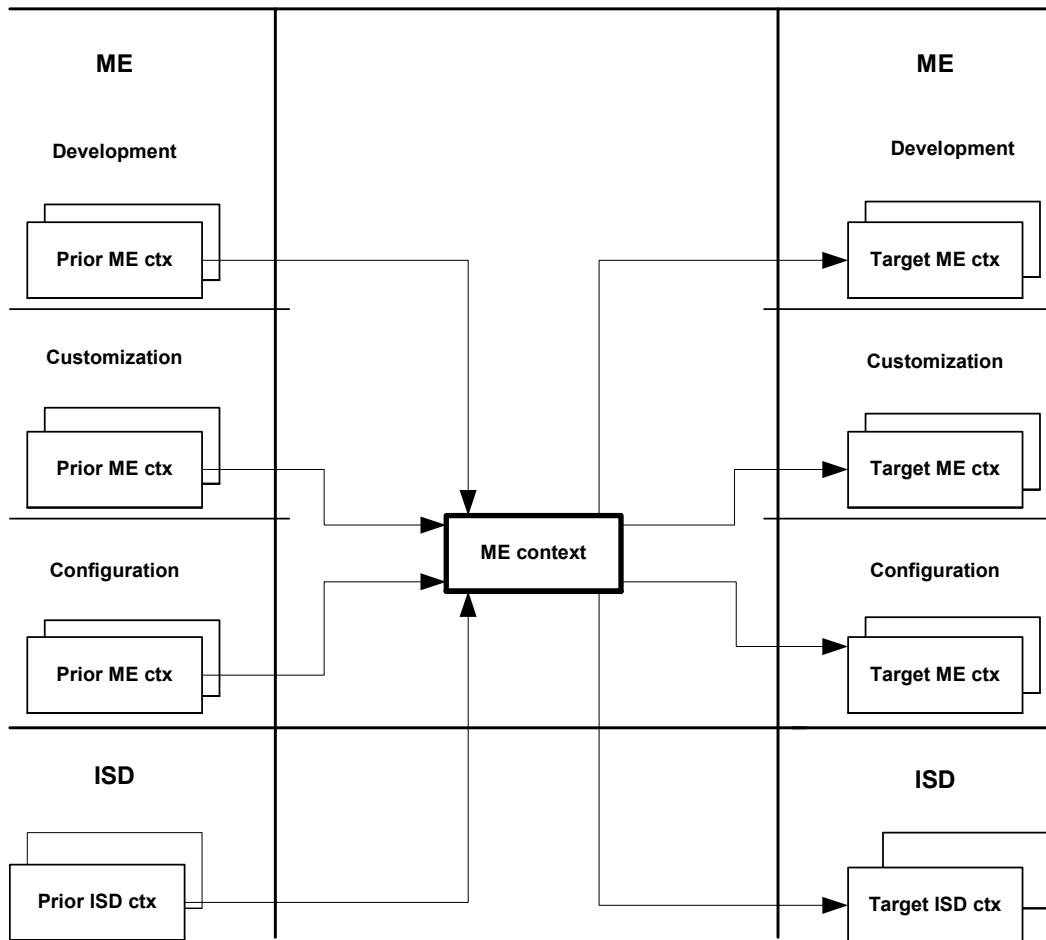 ME
Development
Prior ME ctx
Customization
Prior ME ctx
Configuration
Prior ME ctx
ISD
Prior ISD ctx
ME context
ME
Development
Target ME ctx
Customization
Target ME ctx
Configuration
Target ME ctx
ISD
Target ISD ctx